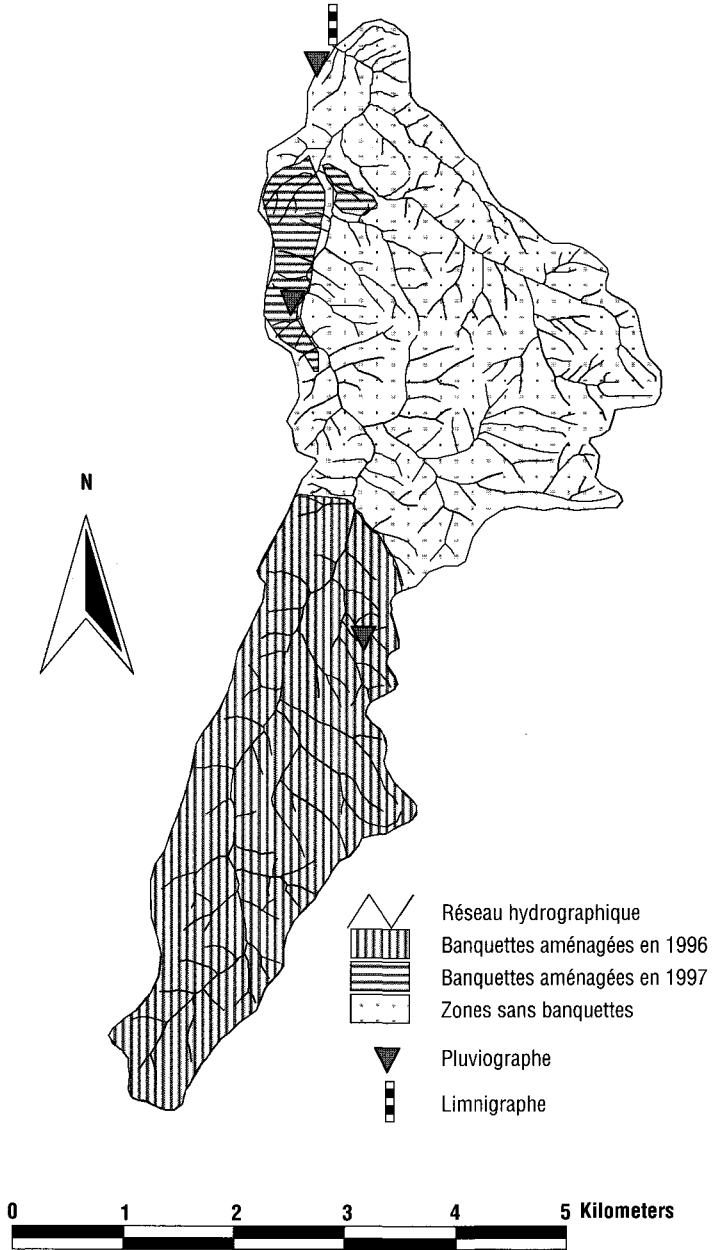 N
Réseau hydrographique
Banquettes aménagées en 1996
Banquettes aménagées en 1997
Zones sans banquettes
Pluviographe
Limnigraphe
0 1 2 3 4 5 Kilometers